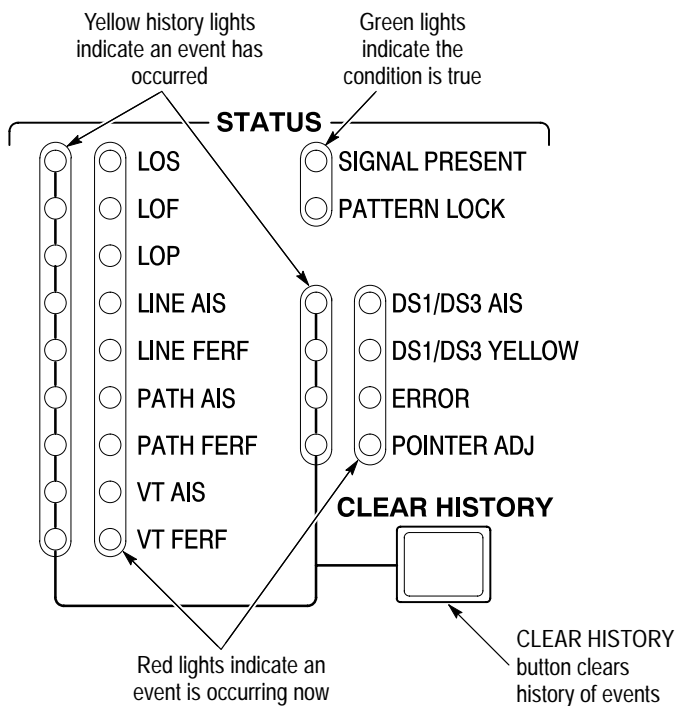 Yellow history lights
indicate an event has
occurred
Green lights
indicate the
condition is true
STATUS
LOS
LOF
LOP
LINE AIS
LINE FERF
PATH AIS
PATH FERF
VT AIS
VT FERF
SIGNAL PRESENT
PATTERN LOCK
DS1/DS3 AIS
DS1/DS3 YELLOW
ERROR
POINTER ADJ
CLEAR HISTORY
Red lights indicate an
event is occurring now
CLEAR HISTORY
button clears
history of events